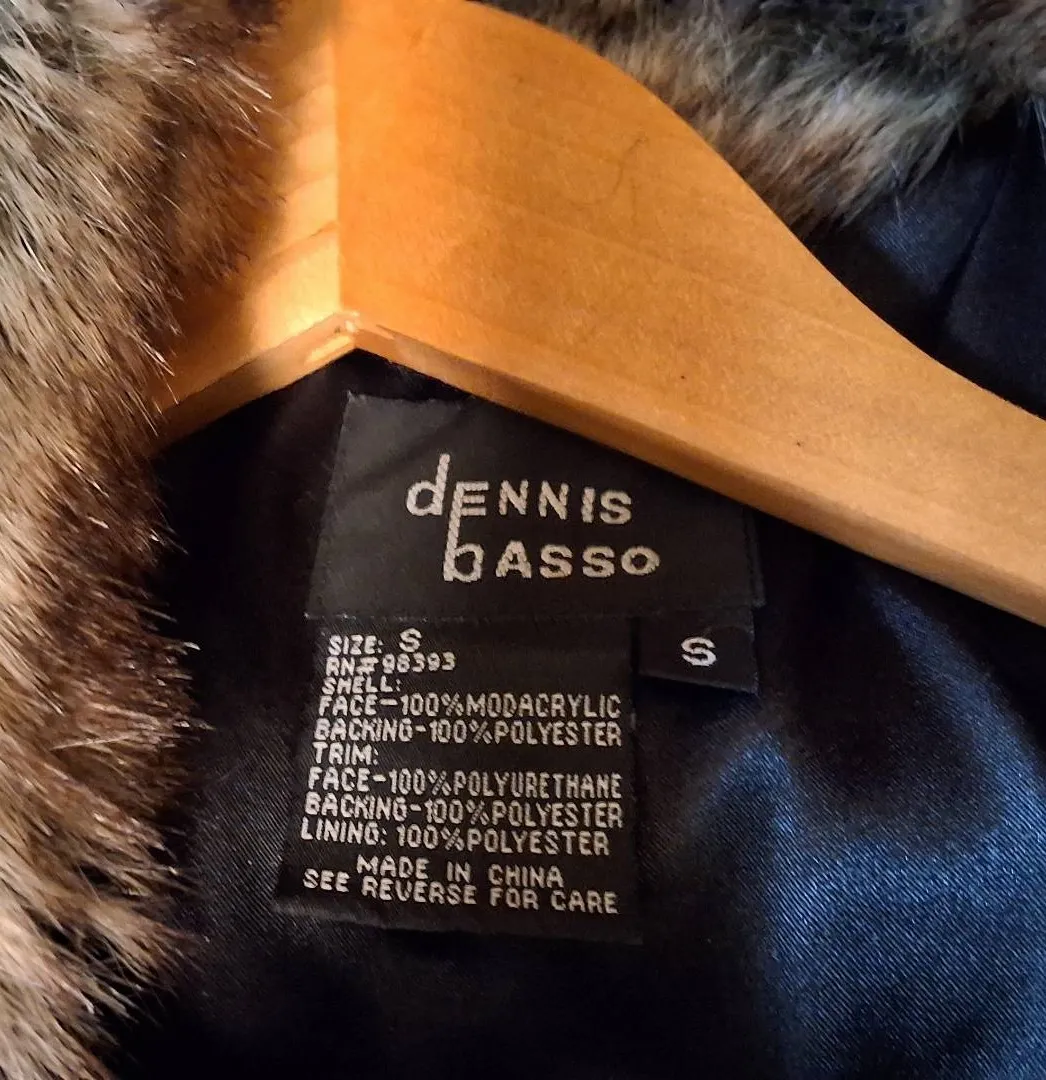 dENNIS
bASSO
S
SIZE: S
RN#98393
SHELL:
FACE-100%MODACRYLIC
BACKING-100%POLYESTER
TRIM:
FACE-100%POLYURETHANE
BACKING-100%POLYESTER
LINING: 100%POLYESTER
MADE IN CHINA
SEE REVERSE FOR CARE